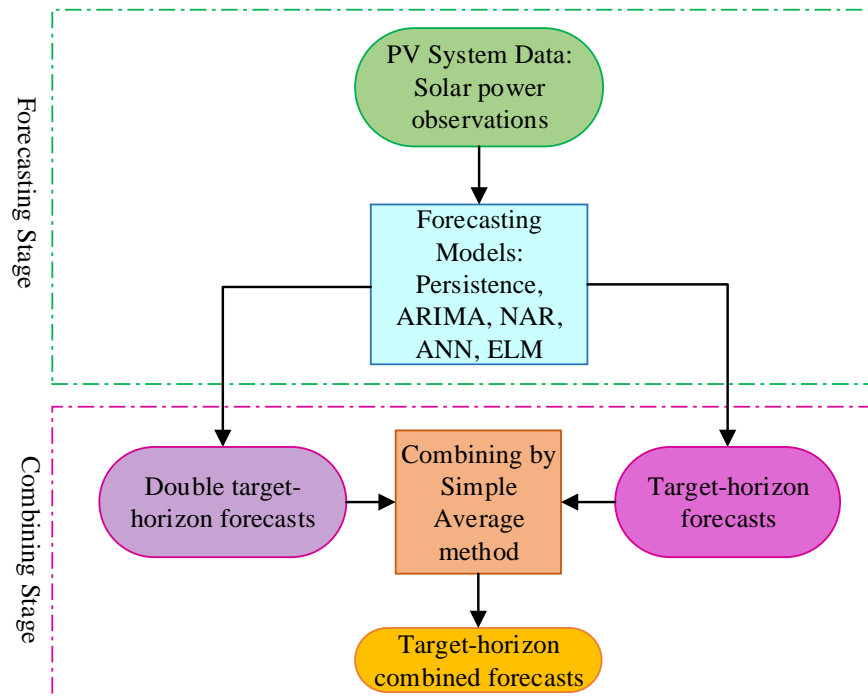 PV System Data:
Solar power
observations
Forecasting Stage
Forecasting
Models:
Persistence,
ARIMA, NAR,
ANN, ELM
Combining Stage
Double target-
horizon forecasts
Combining by
Simple
Average
method
Target-horizon
forecasts
Target-horizon
combined forecasts